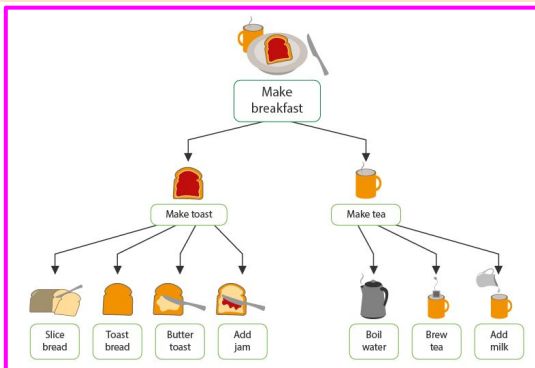 Make
breakfast
Make toast
Make tea
Slice
bread
Toast
bread
Butter
toast
Add
jam
Boil
water
Brew
tea
Add
milk